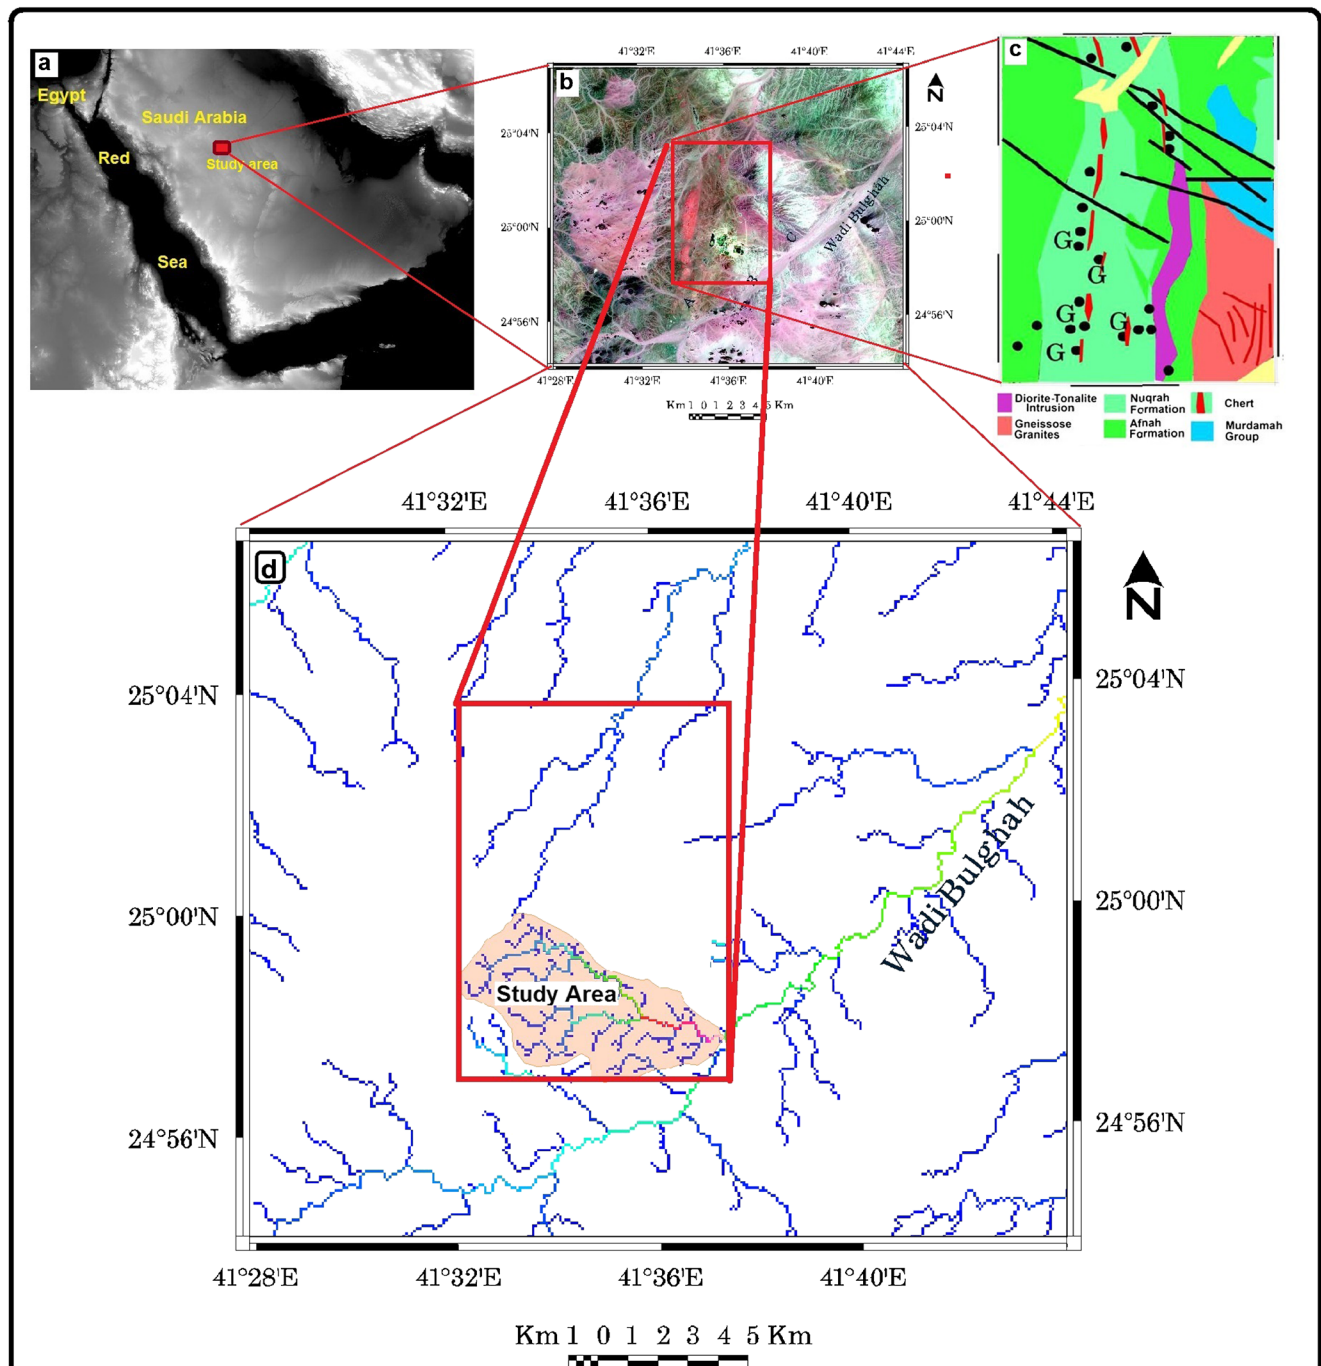 a
Egypt
Saudi Arabia
Red
Study area
Sea
41°32'E 41°36'E 41°40'E 41°44'E
b
N
25°04'N
25°04'N
25°00'N
25°00'N
24°56'N
24°56'N
Wadi Bulghah
C
B
A
41°28'E 41°32'E 41°36'E 41°40'E
Km 1 0 1 2 3 4 5 Km
c
G
G
G
G
G
Diorite-Tonalite
Intrusion
Nuqrah
Formation
Chert
Gneissose
Granites
Afnah
Formation
Murdamah
Group
41°32'E 41°36'E 41°40'E 41°44'E
d
N
25°04'N
25°04'N
25°00'N
25°00'N
24°56'N
24°56'N
Wadi Bulghah
Study Area
41°28'E 41°32'E 41°36'E 41°40'E
Km 1 0 1 2 3 4 5 Km